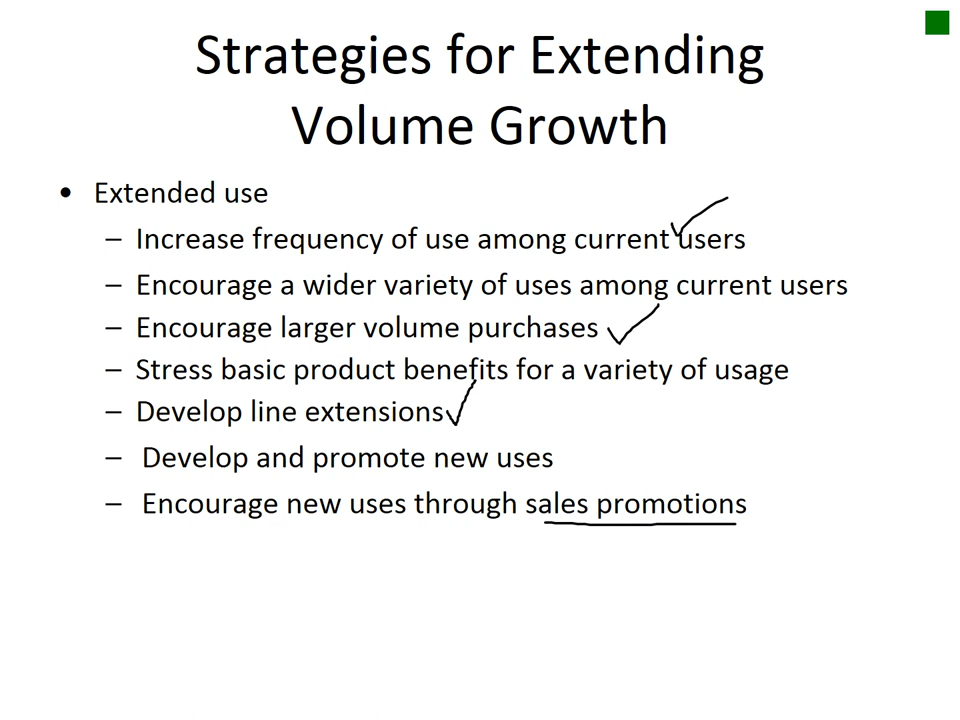 Strategies for Extending
Volume Growth
• Extended use
– Increase frequency of use among current users
– Encourage a wider variety of uses among current users
– Encourage larger volume purchases
– Stress basic product benefits for a variety of usage
– Develop line extensions
– Develop and promote new uses
– Encourage new uses through sales promotions